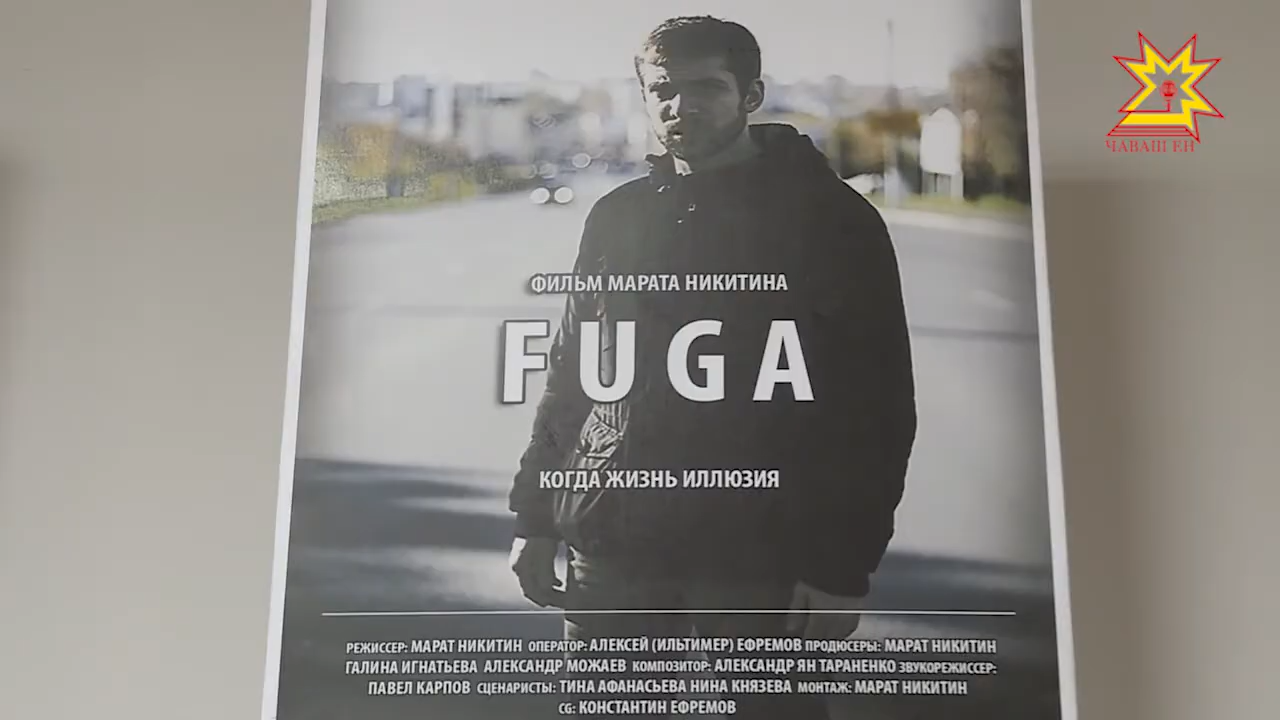 ЧАВАШ ЕН
ФИЛЬМ МАРАТА НИКИТИНА
FUGA
КОГДА ЖИЗНЬ ИЛЛЮЗИЯ
РЕЖИССЕР: МАРАТ НИКИТИН ОПЕРАТОР: АЛЕКСЕЙ (ИЛЬТИМЕР) ЕФРЕМОВ ПРОДЮСЕРЫ: МАРАТ НИКИТИН
ГАЛИНА ИГНАТЬЕВА АЛЕКСАНДР МОЖАЕВ КОМПОЗИТОР: АЛЕКСАНДР ЯН ТАРАНЕНКО ЗВУКОРЕЖИССЕР:
ПАВЕЛ КАРПОВ СЦЕНАРИСТЫ: ТИНА АФАНАСЬЕВА НИНА КНЯЗЕВА МОНТАЖ: МАРАТ НИКИТИН
CG: КОНСТАНТИН ЕФРЕМОВ